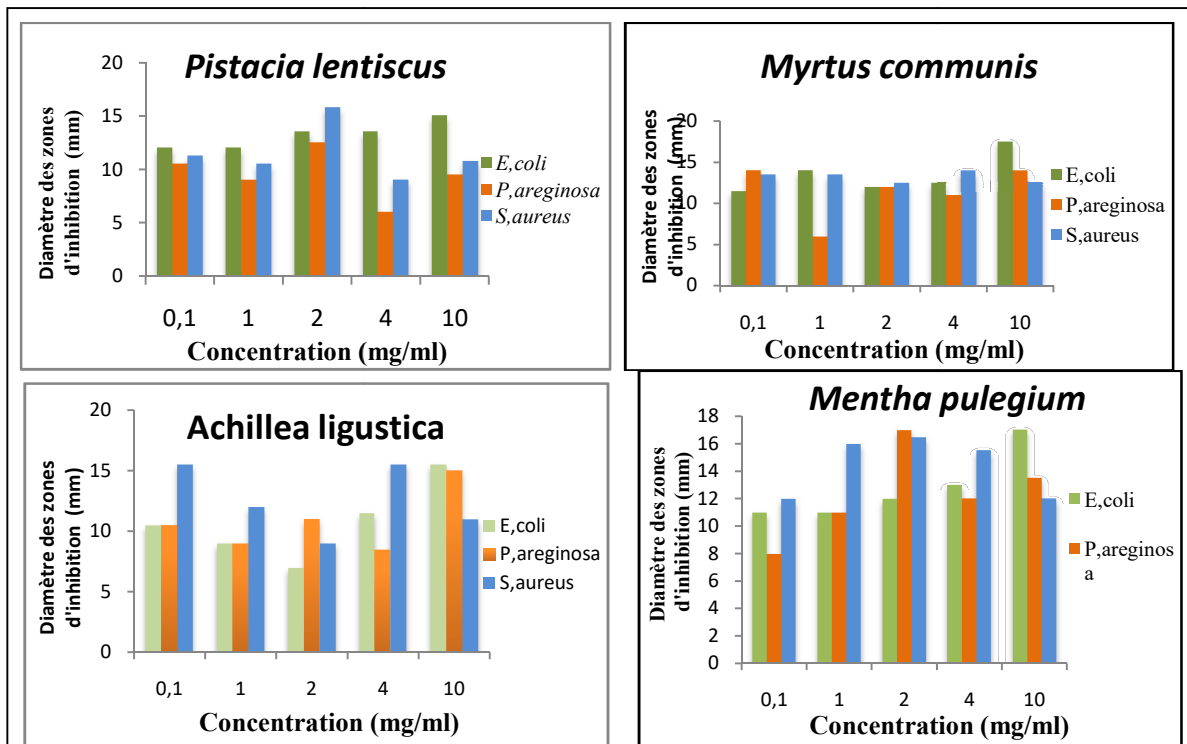 Pistacia lentiscus
Diamètre des zones
d'inhibition (mm)
20
15
10
5
0
0,1 1 2 4 10
Concentration (mg/ml)
E,coli
P,areginosa
S,aureus
Myrtus communis
Diamètre des zones
d'inhibition (mm)
20
15
10
5
0
0,1 1 2 4 10
Concentration (mg/ml)
E,coli
P,areginosa
S,aureus
Achillea ligustica
Diamètre des zones
d'inhibition (mm)
20
15
10
5
0
0,1 1 2 4 10
Concentration (mg/ml)
E,coli
P,areginosa
S,aureus
Mentha pulegium
Diamètre des zones
d'inhibition (mm)
18
16
14
12
10
8
6
4
2
0
0,1 1 2 4 10
Concentration (mg/ml)
E,coli
P,areginos
a